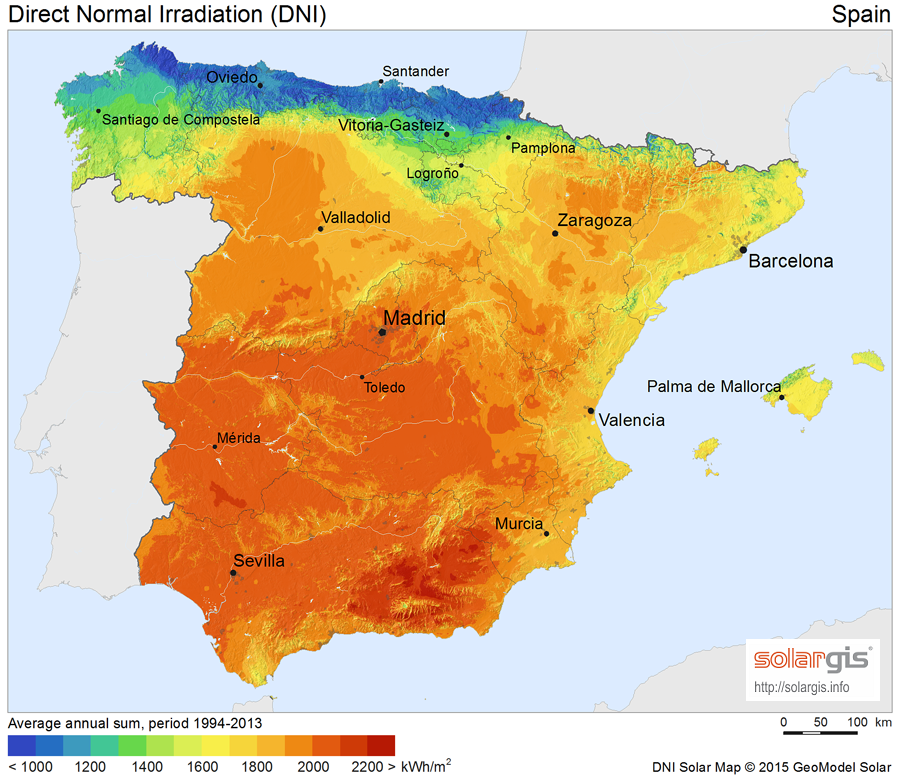 Direct Normal Irradiation (DNI)
Spain
Santander
Oviedo
Santiago de Compostela
Vitoria-Gasteiz
Pamplona
Logroño
Valladolid
Zaragoza
Barcelona
Madrid
Toledo
Palma de Mallorca
Valencia
Mérida
Murcia
Sevilla
solargis
http://solargis.info
Average annual sum, period 1994-2013
0 50 100 km
< 1000 1200 1400 1600 1800 2000 2200 > kWh/m²
DNI Solar Map © 2015 GeoModel Solar